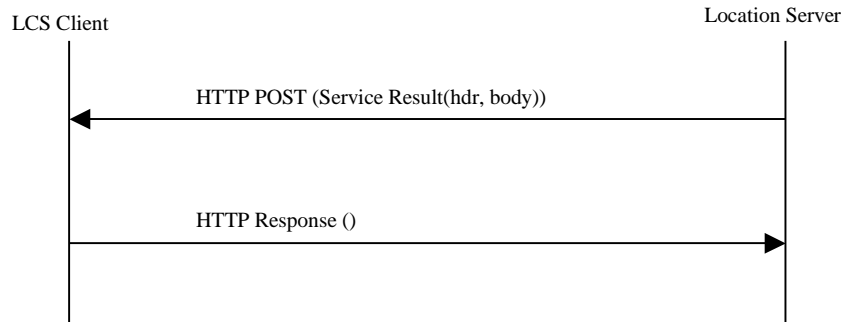 LCS Client
Location Server
HTTP POST (Service Result(hdr, body))
HTTP Response ()